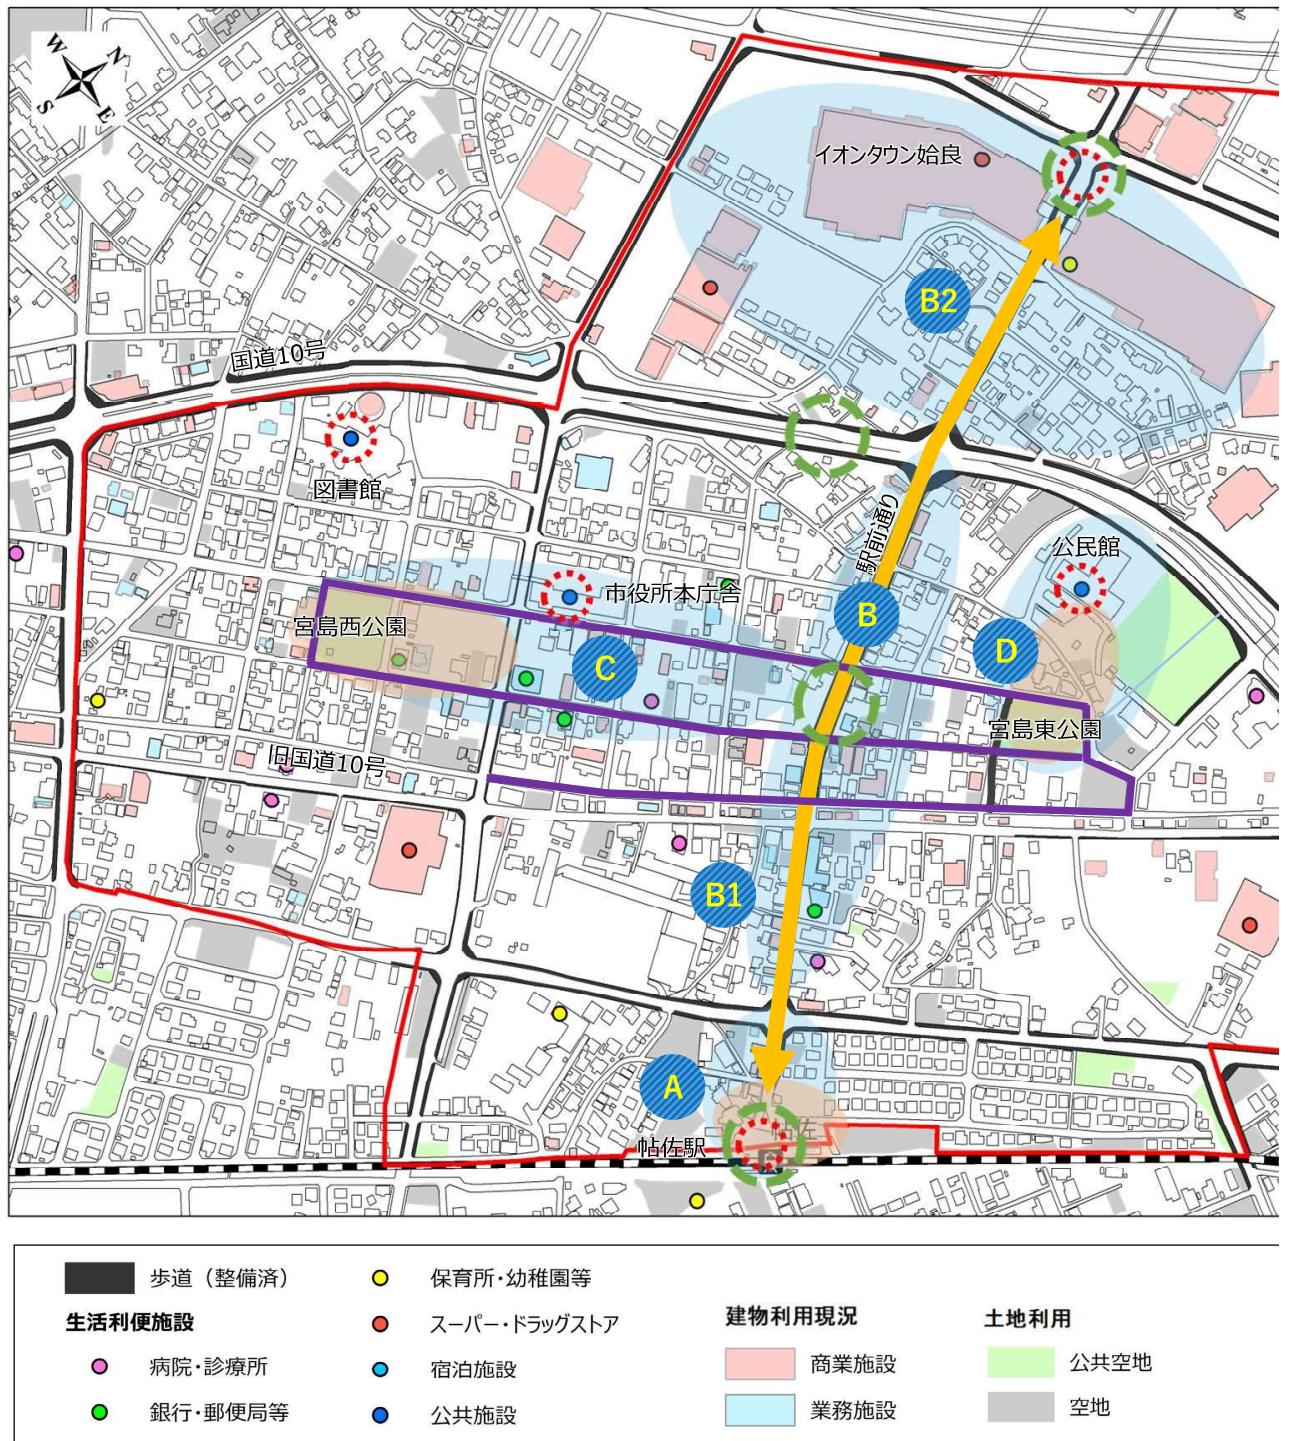 W
N
S
E
イオンタウン姶良
B2
国道10号
図書館
駅前通り
公民館
市役所本庁舎
B
宮島西公園
C
D
宮島東公園
旧国道10号
B1
A
帖佐
帖佐駅
歩道（整備済）
保育所・幼稚園等
生活利便施設
スーパー・ドラッグストア
建物利用現況
土地利用
病院・診療所
宿泊施設
商業施設
公共空地
銀行・郵便局等
公共施設
業務施設
空地